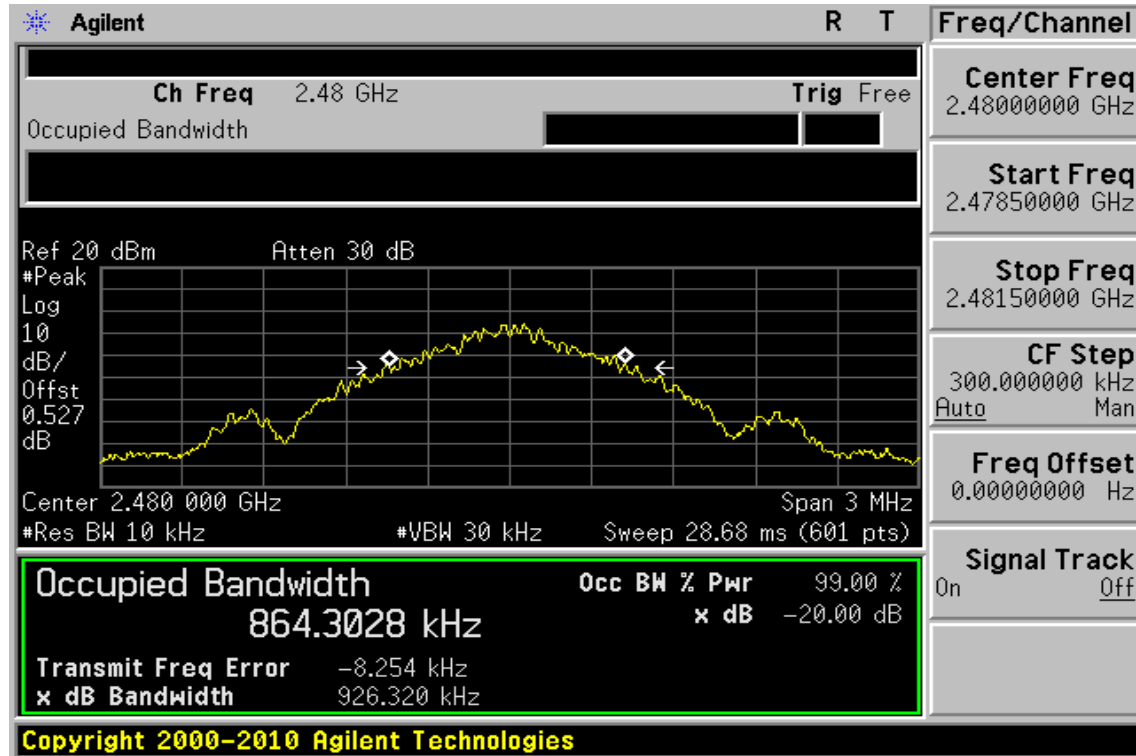 Agilent R T
Freq/Channel
Ch Freq 2.48 GHz Trig Free
Occupied Bandwidth
Center Freq
2.48000000 GHz
Start Freq
2.47850000 GHz
Stop Freq
2.48150000 GHz
CF Step
300.000000 kHz
Auto Man
Freq Offset
0.00000000 Hz
Signal Track
On Off
Ref 20 dBm Atten 30 dB
#Peak
Log
10
dB/
Offst
0.527
dB
Center 2.480 000 GHz Span 3 MHz
#Res BW 10 kHz #VBW 30 kHz Sweep 28.68 ms (601 pts)
Occupied Bandwidth Occ BW % Pwr 99.00 %
864.3028 kHz x dB -20.00 dB
Transmit Freq Error -8.254 kHz
x dB Bandwidth 926.320 kHz
Copyright 2000-2010 Agilent Technologies